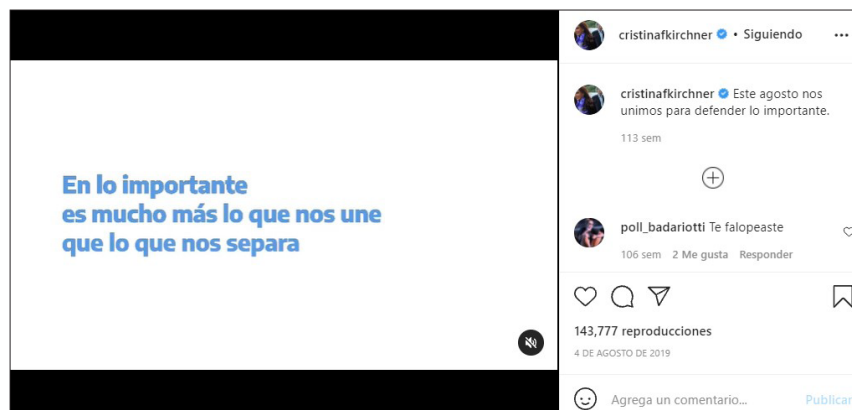 En lo importante
es mucho más lo que nos une
que lo que nos separa
cristinafkirchner • Siguiendo
cristinafkirchner Este agosto nos
unimos para defender lo importante.
113 sem
poll_badariotti Te falopeaste
106 sem 2 Me gusta Responder
143,777 reproducciones
4 DE AGOSTO DE 2019
Agrega un comentario... Publicar